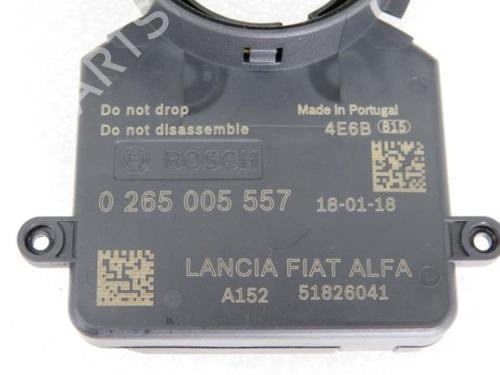 PARTS
Do not drop
Made in Portugal
Do not disassemble
4E6B 815
BOSCH
0 265 005 557
18-01-18
LANCIA FIAT ALFA
A152 51826041